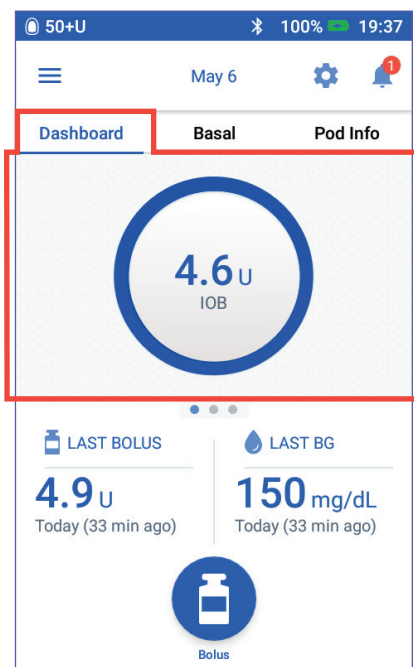 50+U 100% 19:37
May 6 1
Dashboard Basal Pod Info
4.6 U
IOB
LAST BOLUS LAST BG
4.9 U 150 mg/dL
Today (33 min ago) Today (33 min ago)
Bolus